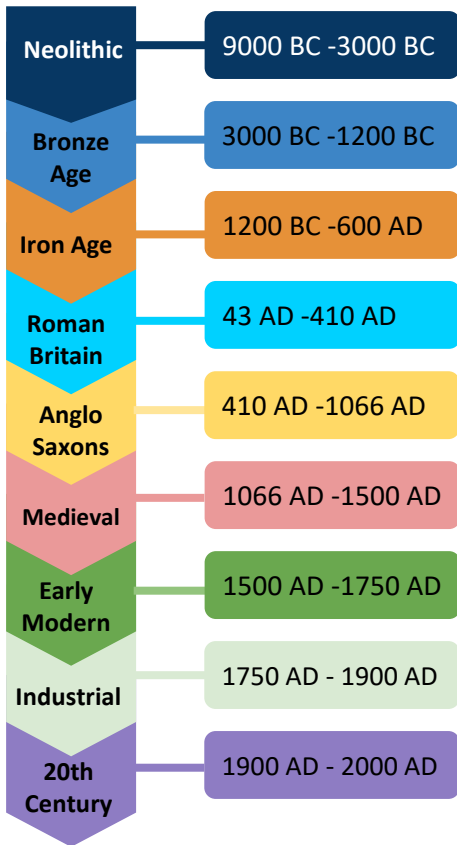 Neolithic
9000 BC -3000 BC
Bronze
Age
3000 BC -1200 BC
Iron Age
1200 BC -600 AD
Roman
Britain
43 AD -410 AD
Anglo
Saxons
410 AD -1066 AD
Medieval
1066 AD -1500 AD
Early
Modern
1500 AD -1750 AD
Industrial
1750 AD - 1900 AD
20th
Century
1900 AD - 2000 AD